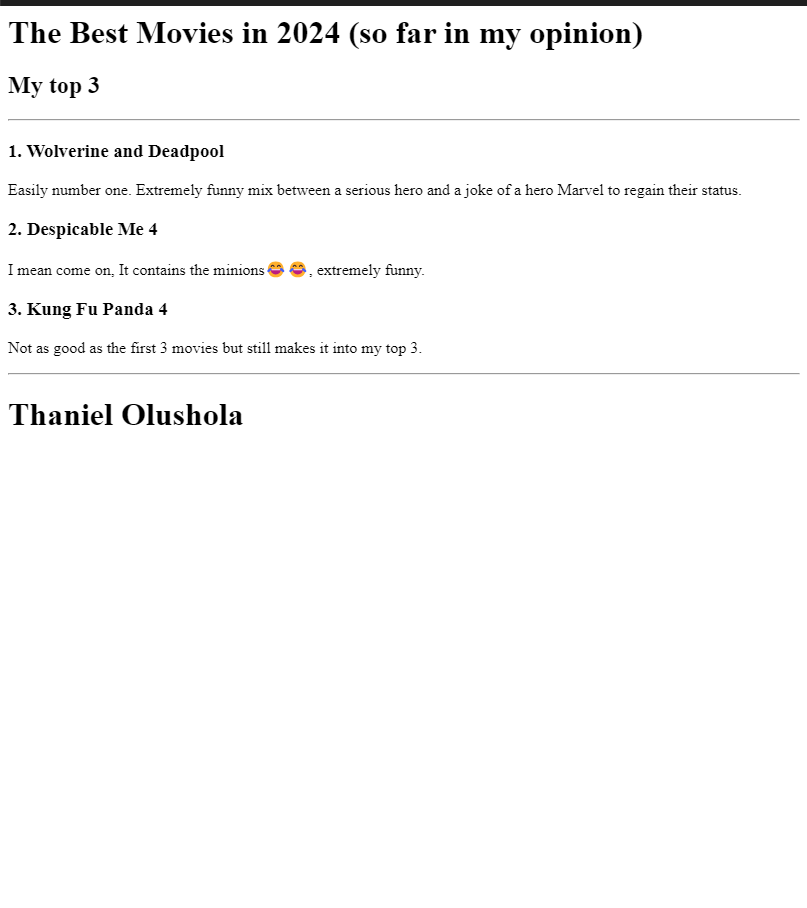 The Best Movies in 2024 (so far in my opinion)
My top 3
1. Wolverine and Deadpool
Easily number one. Extremely funny mix between a serious hero and a joke of a hero Marvel to regain their status.
2. Despicable Me 4
I mean come on, It contains the minions😂 😂, extremely funny.
3. Kung Fu Panda 4
Not as good as the first 3 movies but still makes it into my top 3.
Thaniel Olushola